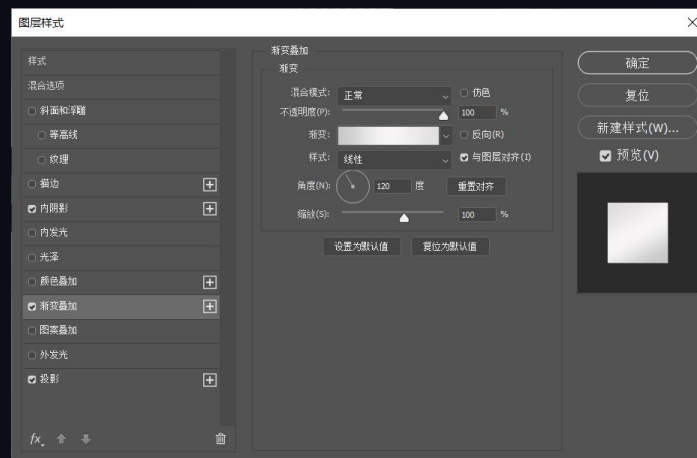 图层样式
样式
混合选项
斜面和浮雕
等高线
纹理
描边
内阴影
内发光
光泽
颜色叠加
渐变叠加
图案叠加
外发光
投影
fx
渐变叠加
渐变
混合模式: 正常 仿色
不透明度(P): 100 %
渐变: 反向(R)
样式: 线性 与图层对齐(I)
角度(N): 120 度 重置对齐
缩放(S): 100 %
设置为默认值 复位为默认值
确定
复位
新建样式(W)...
预览(V)